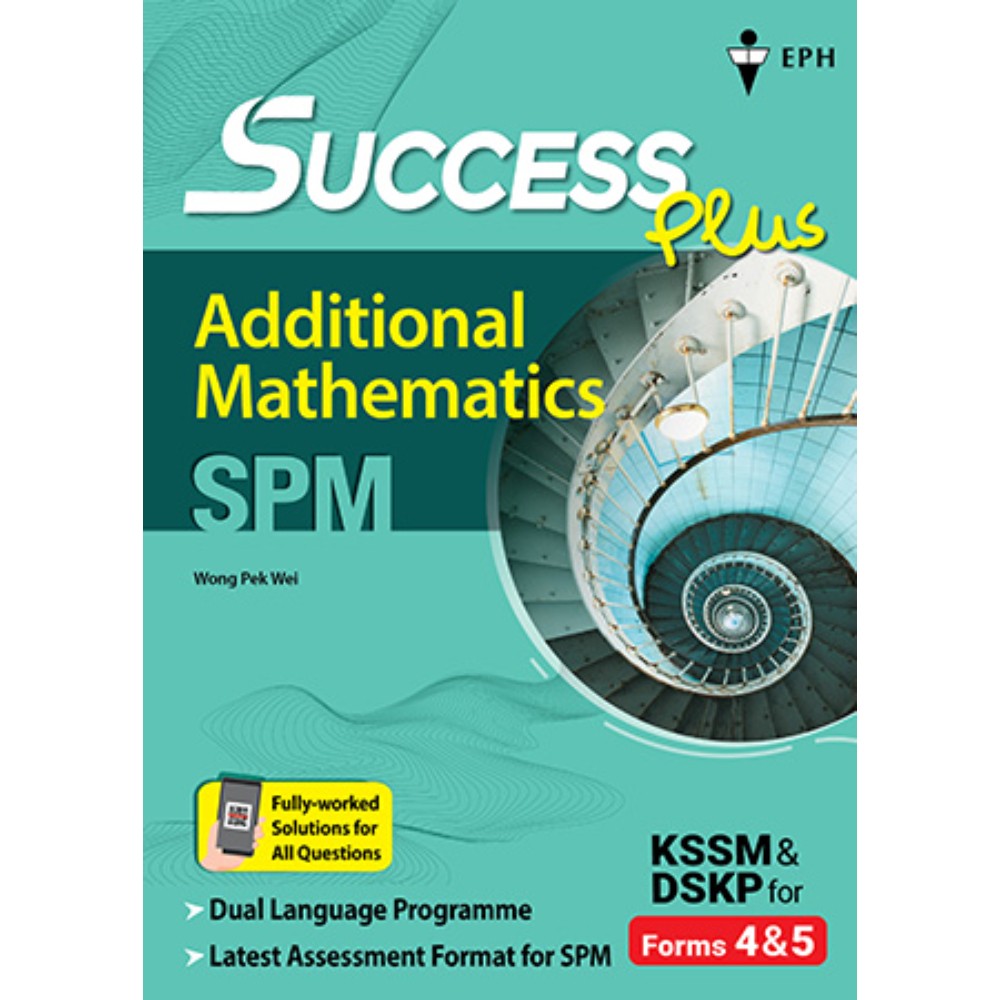 EPH
SUCCESS
Plus
Additional
Mathematics
SPM
Wong Pek Wei
Fully-worked
Solutions for
All Questions
KSSM &
DSKP for
Forms 4&5
➤ Dual Language Programme
➤ Latest Assessment Format for SPM